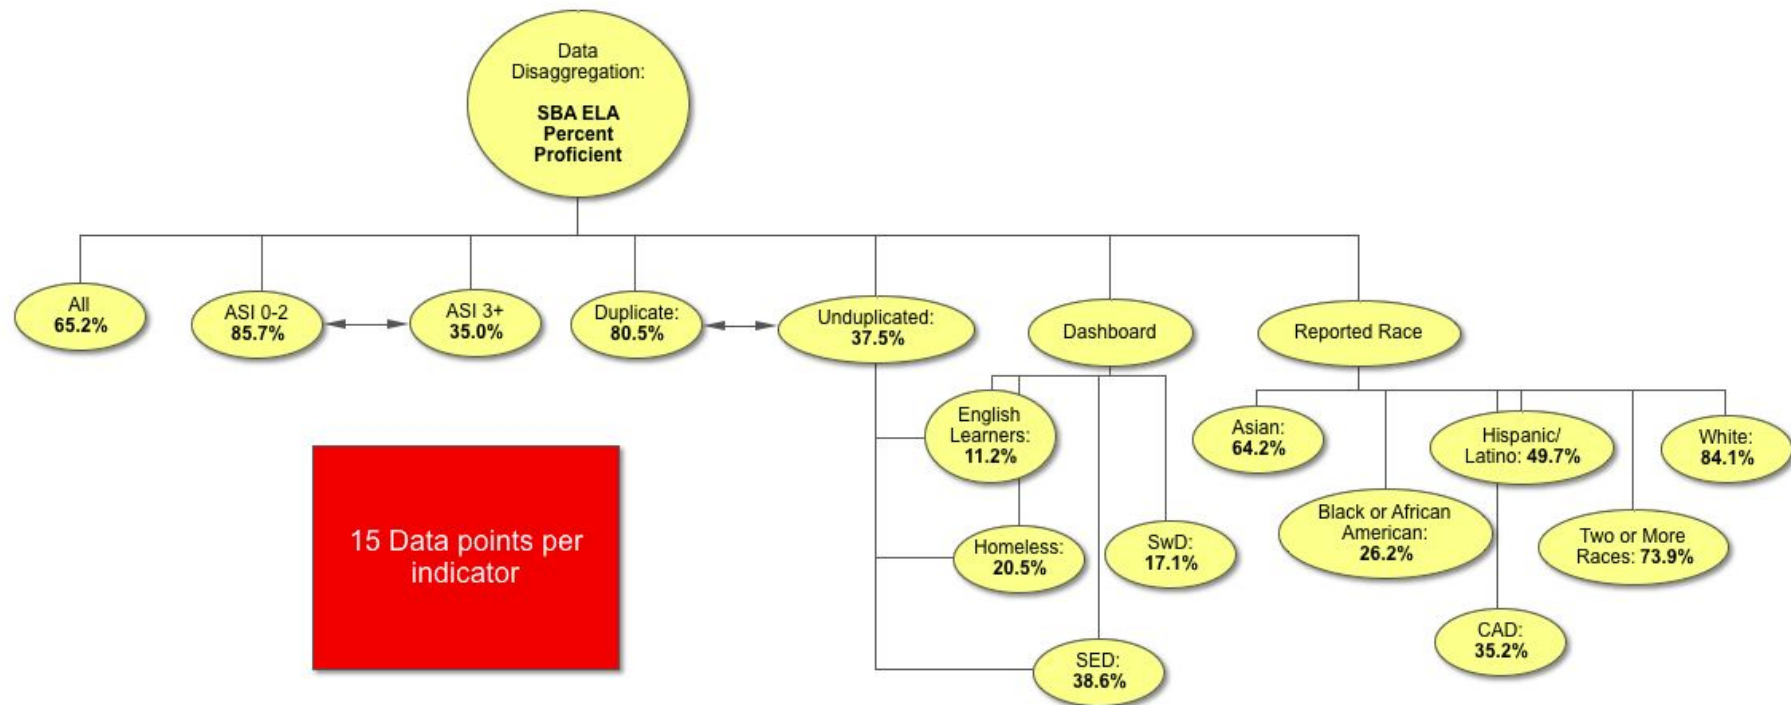 Data
Disaggregation:
SBA ELA
Percent
Proficient
All
65.2%
ASI 0-2
85.7%
ASI 3+
35.0%
Duplicate:
80.5%
Unduplicated:
37.5%
Dashboard
Reported Race
English
Learners:
11.2%
Homeless:
20.5%
SwD:
17.1%
SED:
38.6%
Asian:
64.2%
Black or African
American:
26.2%
Hispanic/
Latino: 49.7%
CAD:
35.2%
Two or More
Races: 73.9%
White:
84.1%
15 Data points per
indicator